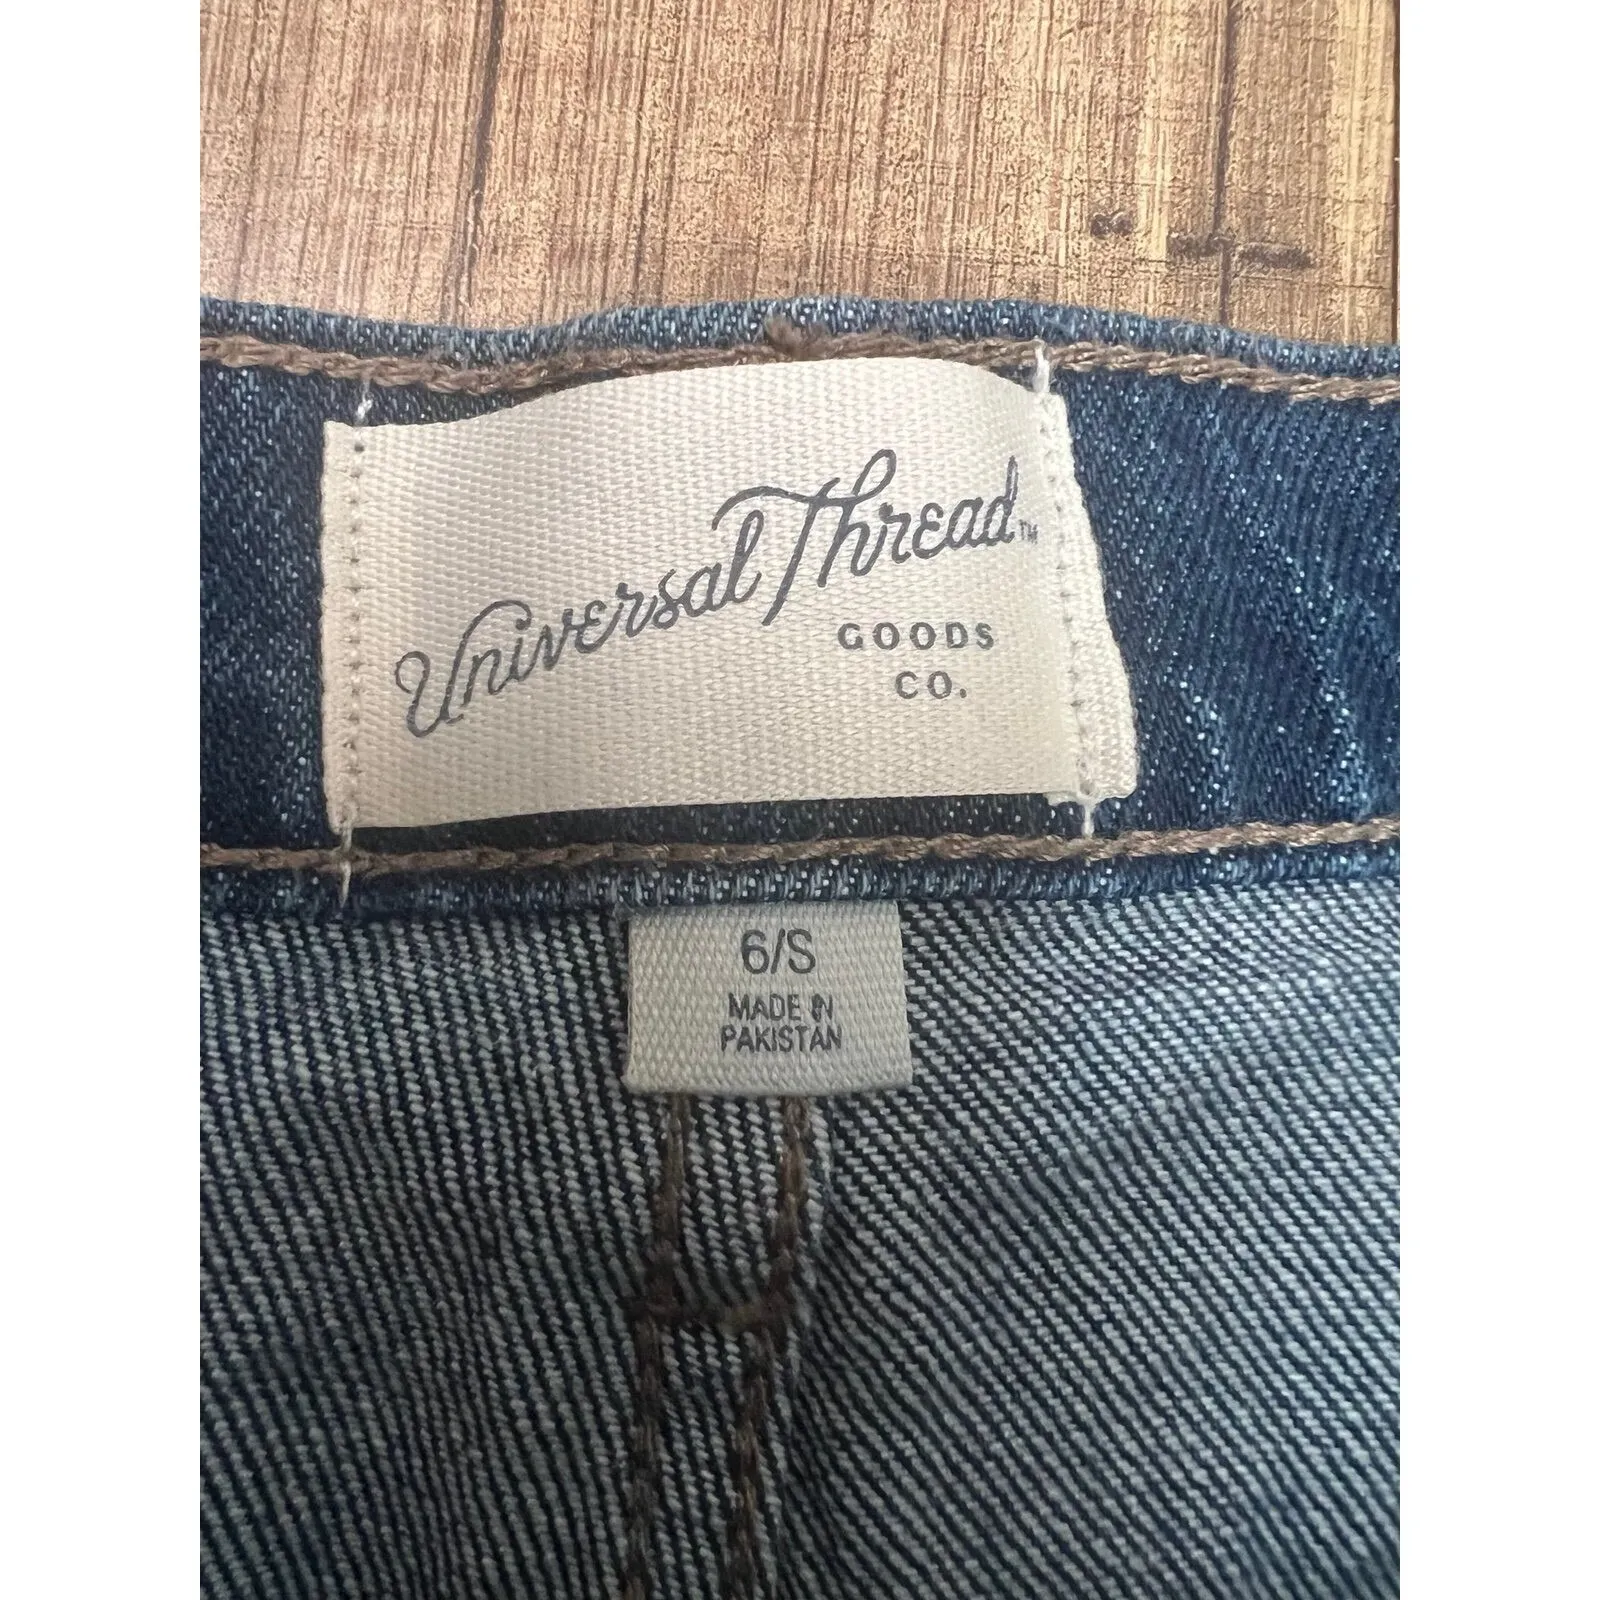 Universal Thread™
GOODS
CO.
6/S
MADE IN
PAKISTAN